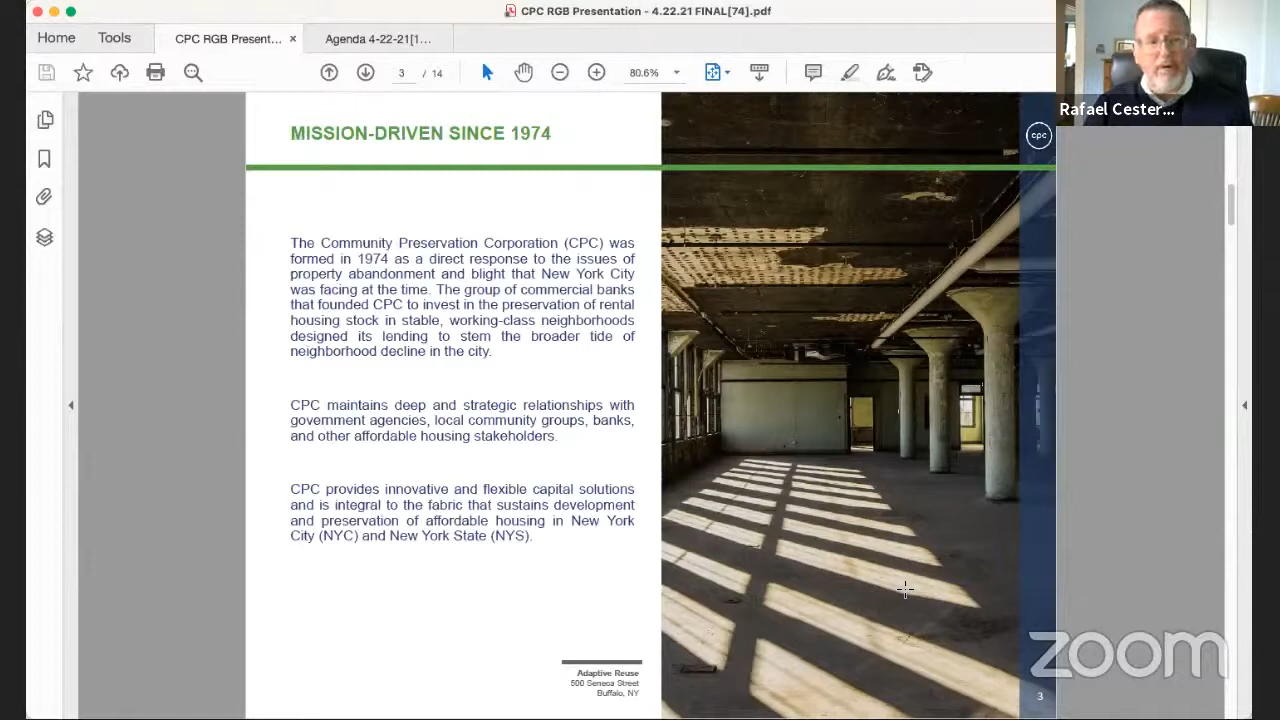 CPC RGB Presentation - 4.22.21 FINAL[74].pdf
Home Tools CPC RGB Present... × Agenda 4-22-21[1...
3 / 14 80.6%
Rafael Cester...
MISSION-DRIVEN SINCE 1974
cpc
The Community Preservation Corporation (CPC) was
formed in 1974 as a direct response to the issues of
property abandonment and blight that New York City
was facing at the time. The group of commercial banks
that founded CPC to invest in the preservation of rental
housing stock in stable, working-class neighborhoods
designed its lending to stem the broader tide of
neighborhood decline in the city.
CPC maintains deep and strategic relationships with
government agencies, local community groups, banks,
and other affordable housing stakeholders.
CPC provides innovative and flexible capital solutions
and is integral to the fabric that sustains development
and preservation of affordable housing in New York
City (NYC) and New York State (NYS).
Adaptive Reuse
500 Seneca Street
Buffalo, NY
3
zoom